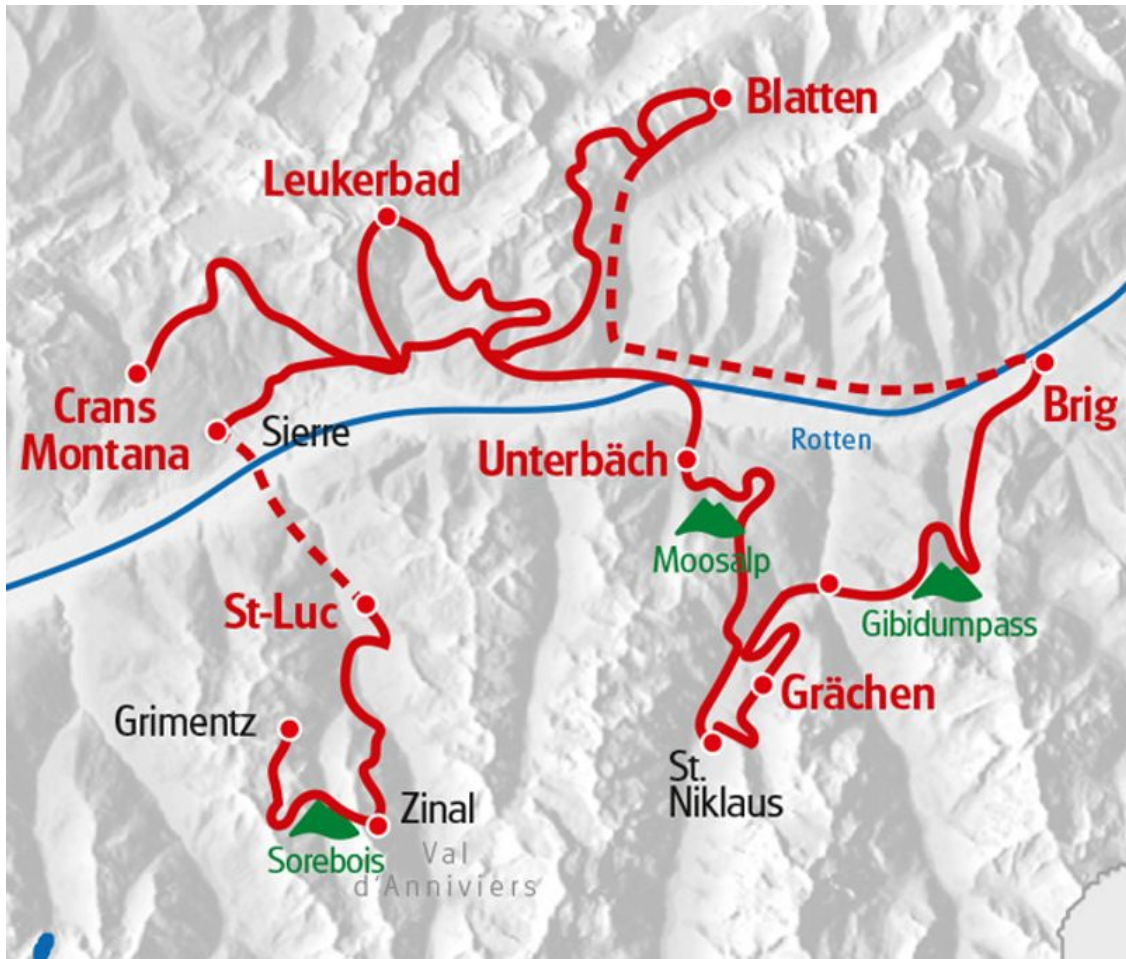 Blatten
Leukerbad
Crans
Montana
Sierre
Brig
Rotten
Unterbäch
Moosalp
St-Luc
Gibidumpass
Grächen
Grimentz
St.
Niklaus
Zinal
Sorebois
Val
d'Anniviers